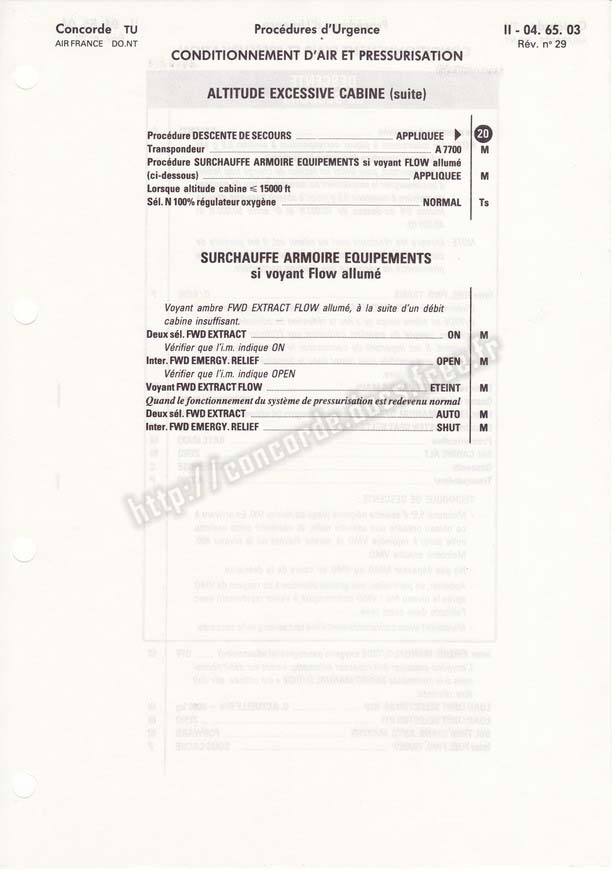 Concorde TU Procédures d'Urgence II - 04. 65. 03
AIR FRANCE DO.NT Rév. n° 29
CONDITIONNEMENT D'AIR ET PRESSURISATION
ALTITUDE EXCESSIVE CABINE (suite)
Procédure DESCENTE DE SECOURS APPLIQUEE 20
Transpondeur A 7700 M
Procédure SURCHAUFFE ARMOIRE EQUIPEMENTS si voyant FLOW allumé
(ci-dessous) APPLIQUEE M
Lorsque altitude cabine ⩽ 15000 ft
Sél. N 100% régulateur oxygène NORMAL Ts
SURCHAUFFE ARMOIRE EQUIPEMENTS
si voyant Flow allumé
Voyant ambre FWD EXTRACT FLOW allumé, à la suite d'un débit
cabine insuffisant.
Deux sél. FWD EXTRACT ON M
Vérifier que l'i.m. indique ON
Inter. FWD EMERGY. RELIEF OPEN M
Vérifier que l'i.m. indique OPEN
Voyant FWD EXTRACT FLOW ETEINT M
Quand le fonctionnement du système de pressurisation est redevenu normal
Deux sél. FWD EXTRACT AUTO M
Inter. FWD EMERGY. RELIEF SHUT M
http://concorde.docs.free.fr